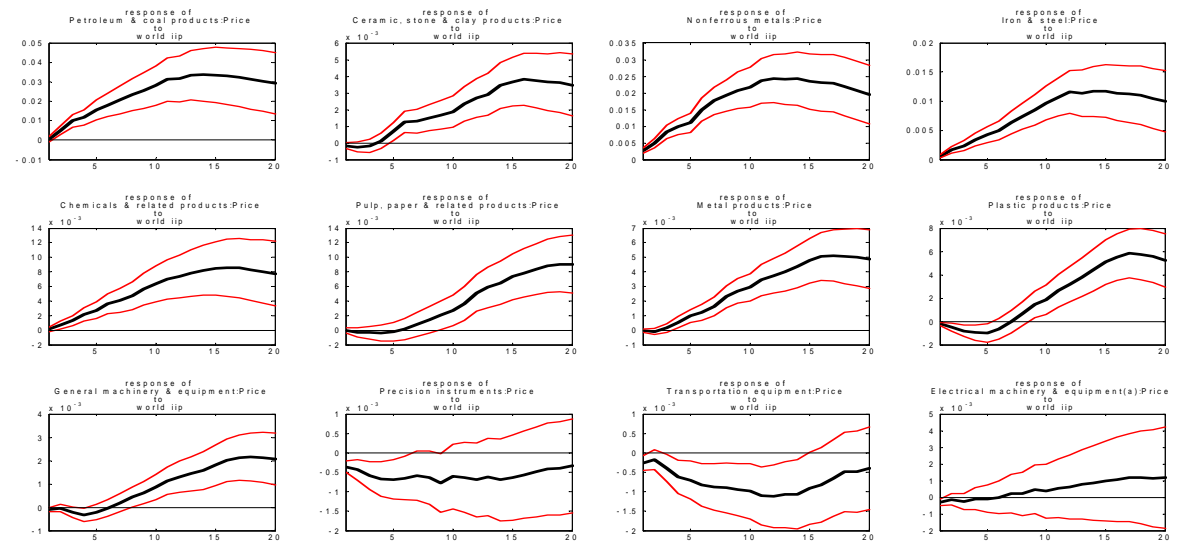 response of
Petroleum & coal products:Price
to
world iip
0.05
0.04
0.03
0.02
0.01
0
-0.01
5
10
15
20
response of
Ceramic, stone & clay products:Price
to
world iip
x 10⁻³
6
5
4
3
2
1
0
-1
5
10
15
20
response of
Nonferrous metals:Price
to
world iip
0.035
0.03
0.025
0.02
0.015
0.01
0.005
0
5
10
15
20
response of
Iron & steel:Price
to
world iip
0.02
0.015
0.01
0.005
0
5
10
15
20
response of
Chemicals & related products:Price
to
world iip
x 10⁻³
14
12
10
8
6
4
2
0
-2
5
10
15
20
response of
Pulp, paper & related products:Price
to
world iip
x 10⁻³
14
12
10
8
6
4
2
0
-2
5
10
15
20
response of
Metal products:Price
to
world iip
x 10⁻³
7
6
5
4
3
2
1
0
-1
5
10
15
20
response of
Plastic products:Price
to
world iip
x 10⁻³
8
6
4
2
0
-2
5
10
15
20
response of
General machinery & equipment:Price
to
world iip
x 10⁻³
4
3
2
1
0
-1
5
10
15
20
response of
Precision instruments:Price
to
world iip
x 10⁻³
1
0.5
0
-0.5
-1
-1.5
-2
5
10
15
20
response of
Transportation equipment:Price
to
world iip
x 10⁻³
1
0.5
0
-0.5
-1
-1.5
-2
5
10
15
20
response of
Electrical machinery & equipment(a):Price
to
world iip
x 10⁻³
5
4
3
2
1
0
-1
-2
5
10
15
20